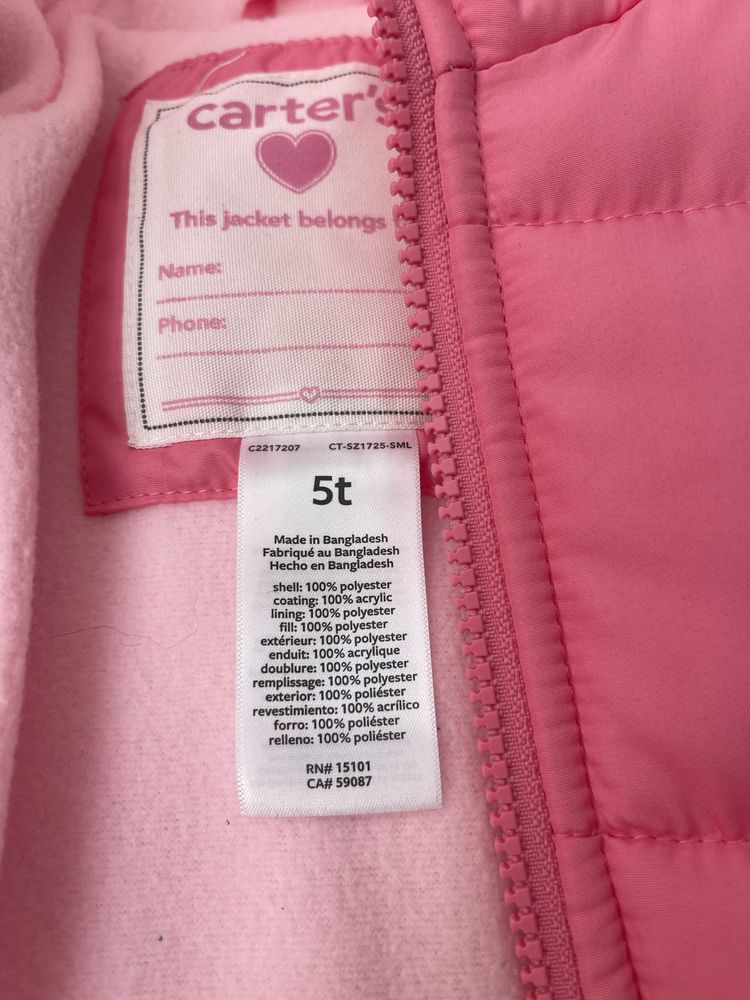 carter's
This jacket belongs
Name:
Phone:
C2217207 CT-SZ1725-SML
5t
Made in Bangladesh
Fabriqué au Bangladesh
Hecho en Bangladesh
shell: 100% polyester
coating: 100% acrylic
lining: 100% polyester
fill: 100% polyester
extérieur: 100% polyester
enduit: 100% acrylique
doublure: 100% polyester
remplissage: 100% polyester
exterior: 100% poliéster
revestimiento: 100% acrílico
forro: 100% poliéster
relleno: 100% poliéster
RN# 15101
CA# 59087